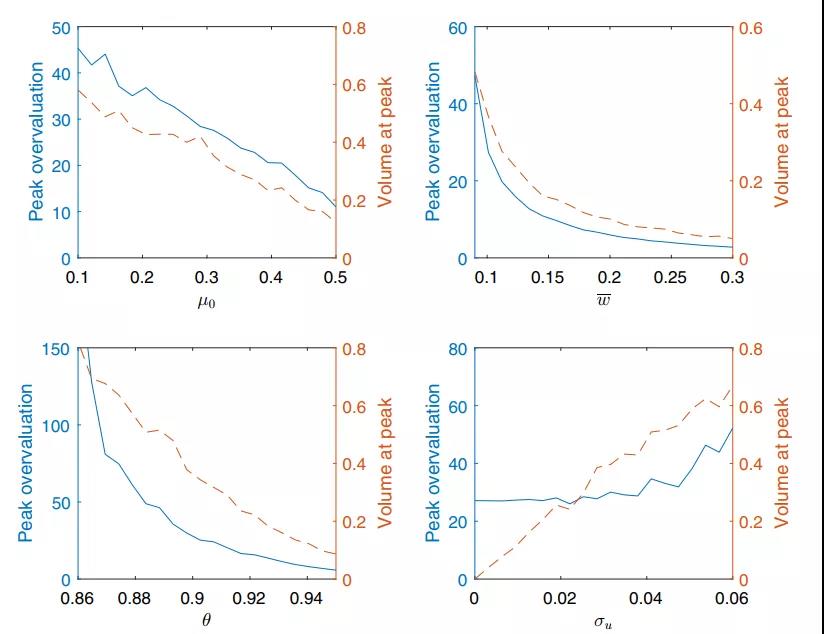 50
40
30
20
10
0
Peak overvaluation
0.8
0.6
0.4
0.2
0
Volume at peak
0.1 0.2 0.3 0.4 0.5
μ₀
60
40
20
0
Peak overvaluation
0.6
0.4
0.2
0
Volume at peak
0.1 0.15 0.2 0.25 0.3
w̅
150
100
50
0
Peak overvaluation
0.8
0.6
0.4
0.2
0
Volume at peak
0.86 0.88 0.9 0.92 0.94
θ
80
60
40
20
0
Peak overvaluation
0.8
0.6
0.4
0.2
0
Volume at peak
0 0.02 0.04 0.06
σᵤ